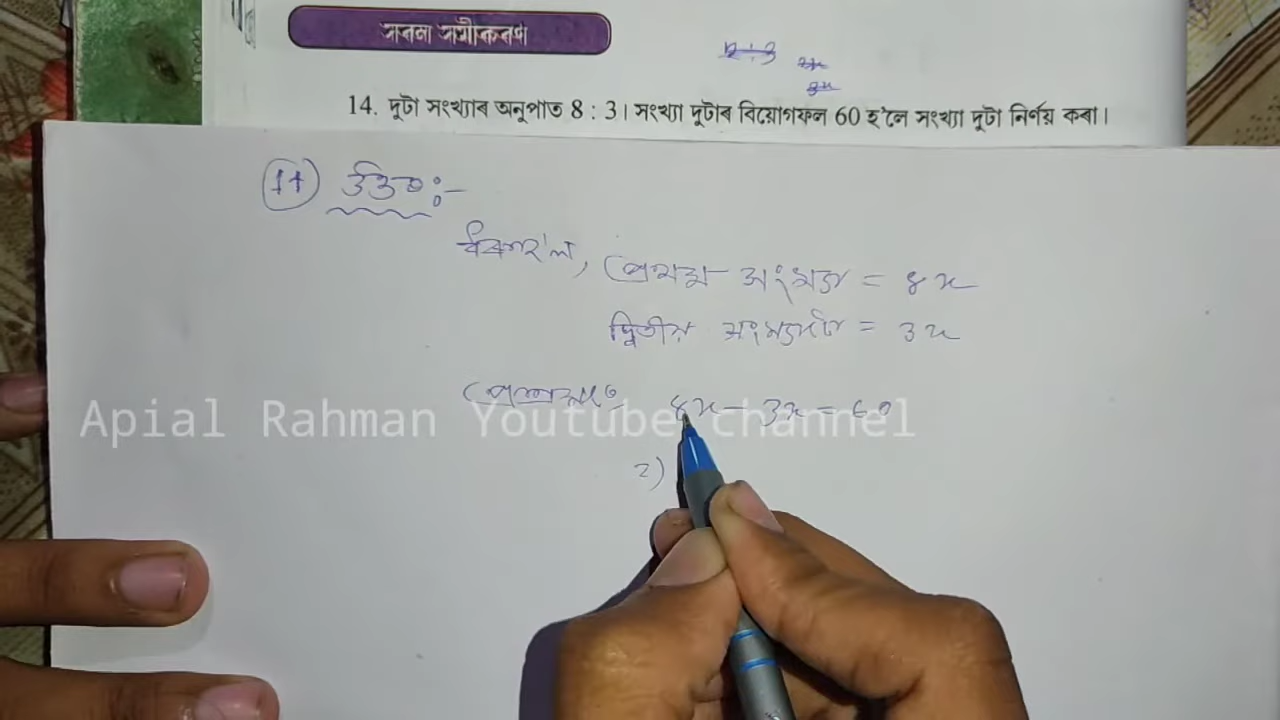 সৰল সমীকৰণ
14. দুটা সংখ্যাৰ অনুপাত 8 : 3। সংখ্যা দুটাৰ বিয়োগফল 60 হ'লে সংখ্যা দুটা নিৰ্ণয় কৰা।
14 উত্তৰঃ-
ধৰাহ'ল, প্ৰথম সংখ্যা = 8x
দ্বিতীয় সংখ্যাটো = 3x
প্ৰশ্নমতে 8x - 3x = 60
Apial Rahman Youtube channel